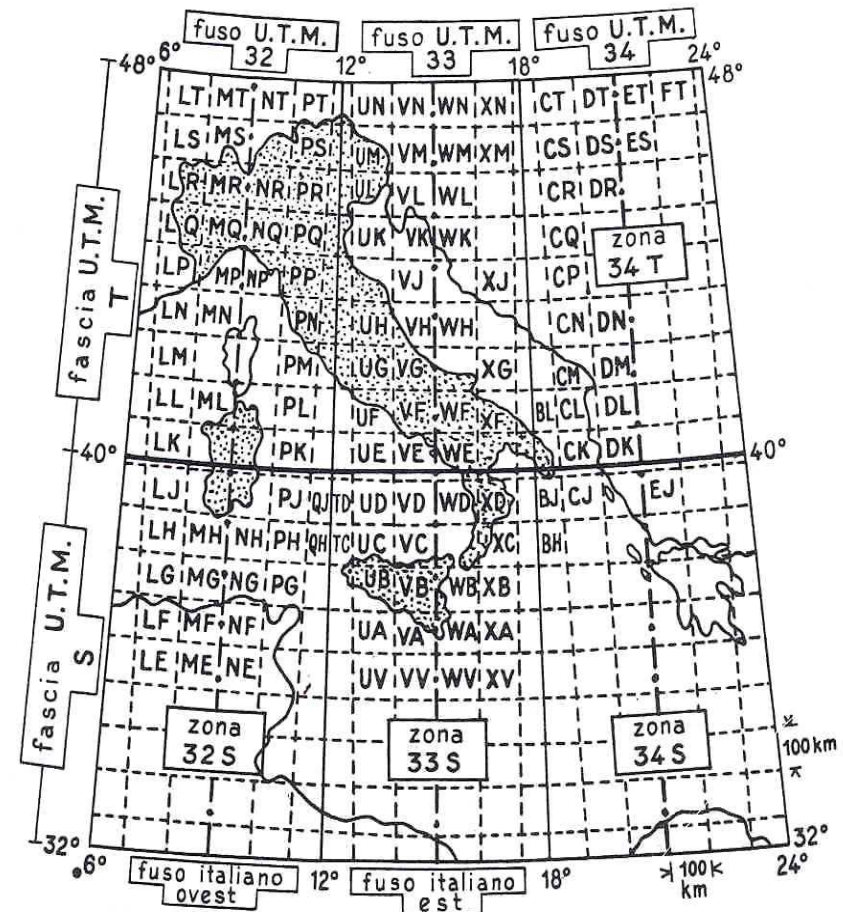 fuso U.T.M. fuso U.T.M. fuso U.T.M.
32 33 34
6° 12° 18° 24°
48° 48°
LT MT NT PT UN VN WN XN CT DT ET FT
LS MS PS UM VM WM XM CS DS ES
LR MR NR PR UL VL WL CR DR
LQ MQ NQ PQ UK VK WK CQ
zona
34 T
LP MP NP PP VJ XJ CP
LN MN PN UH VH WH CN DN
LM PM UG VG XG CM DM
LL ML PL UF VF WF XF BL CL DL
LK PK UE VE WE CK DK
40° 40°
LJ PJ QJ TD UD VD WD XD BJ CJ EJ
LH MH NH PH QH TC UC VC XC BH
LG MG NG PG UB VB WB XB
LF MF NF UA VA WA XA
LE ME NE UV VV WV XV
fascia U.T.M.
T
fascia U.T.M.
S
zona
32 S
zona
33 S
zona
34 S
100 km
32° 32°
6° 12° 18° 24°
fuso italiano
ovest
fuso italiano
est
100
km